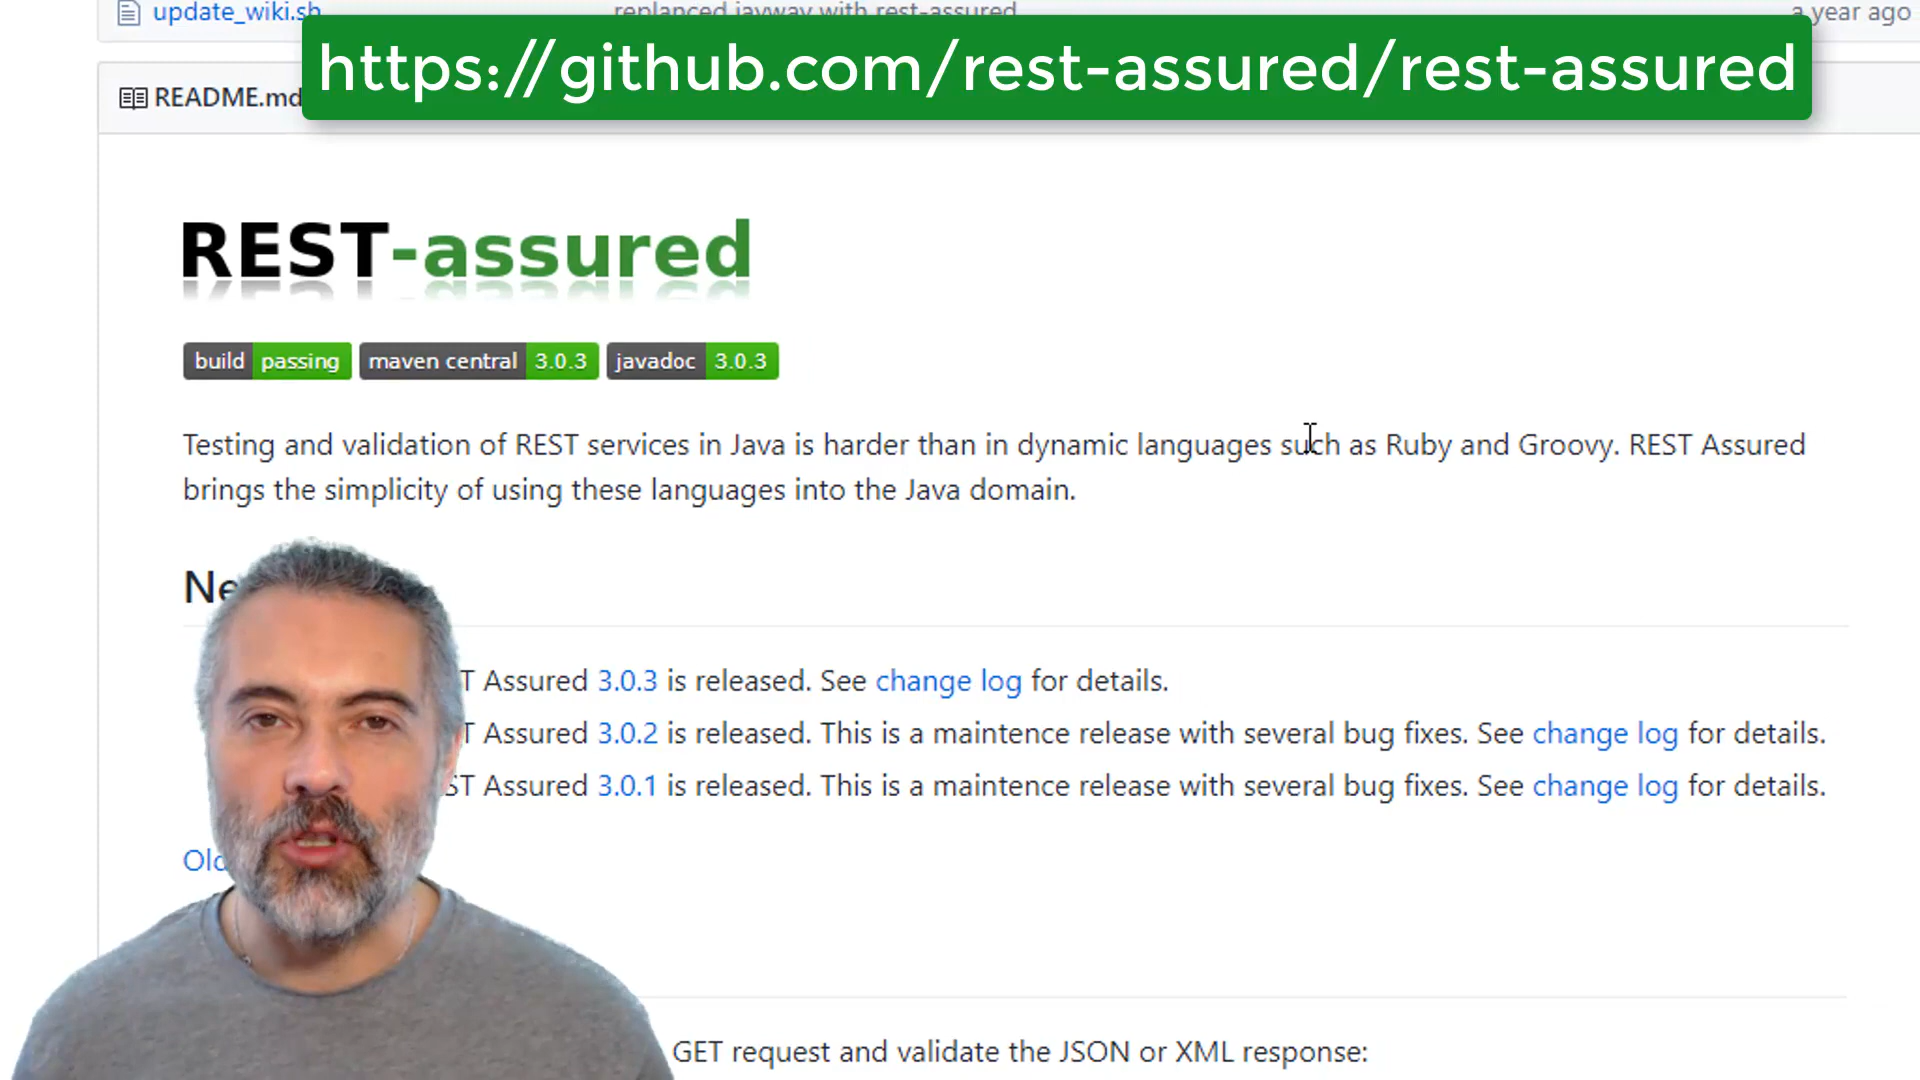 update_wiki.sh replanced jayway with rest-assured a year ago
https://github.com/rest-assured/rest-assured
README.md
REST-assured
build passing maven central 3.0.3 javadoc 3.0.3
Testing and validation of REST services in Java is harder than in dynamic languages such as Ruby and Groovy. REST Assured
brings the simplicity of using these languages into the Java domain.
Ne
T Assured 3.0.3 is released. See change log for details.
T Assured 3.0.2 is released. This is a maintence release with several bug fixes. See change log for details.
ST Assured 3.0.1 is released. This is a maintence release with several bug fixes. See change log for details.
Old
GET request and validate the JSON or XML response: